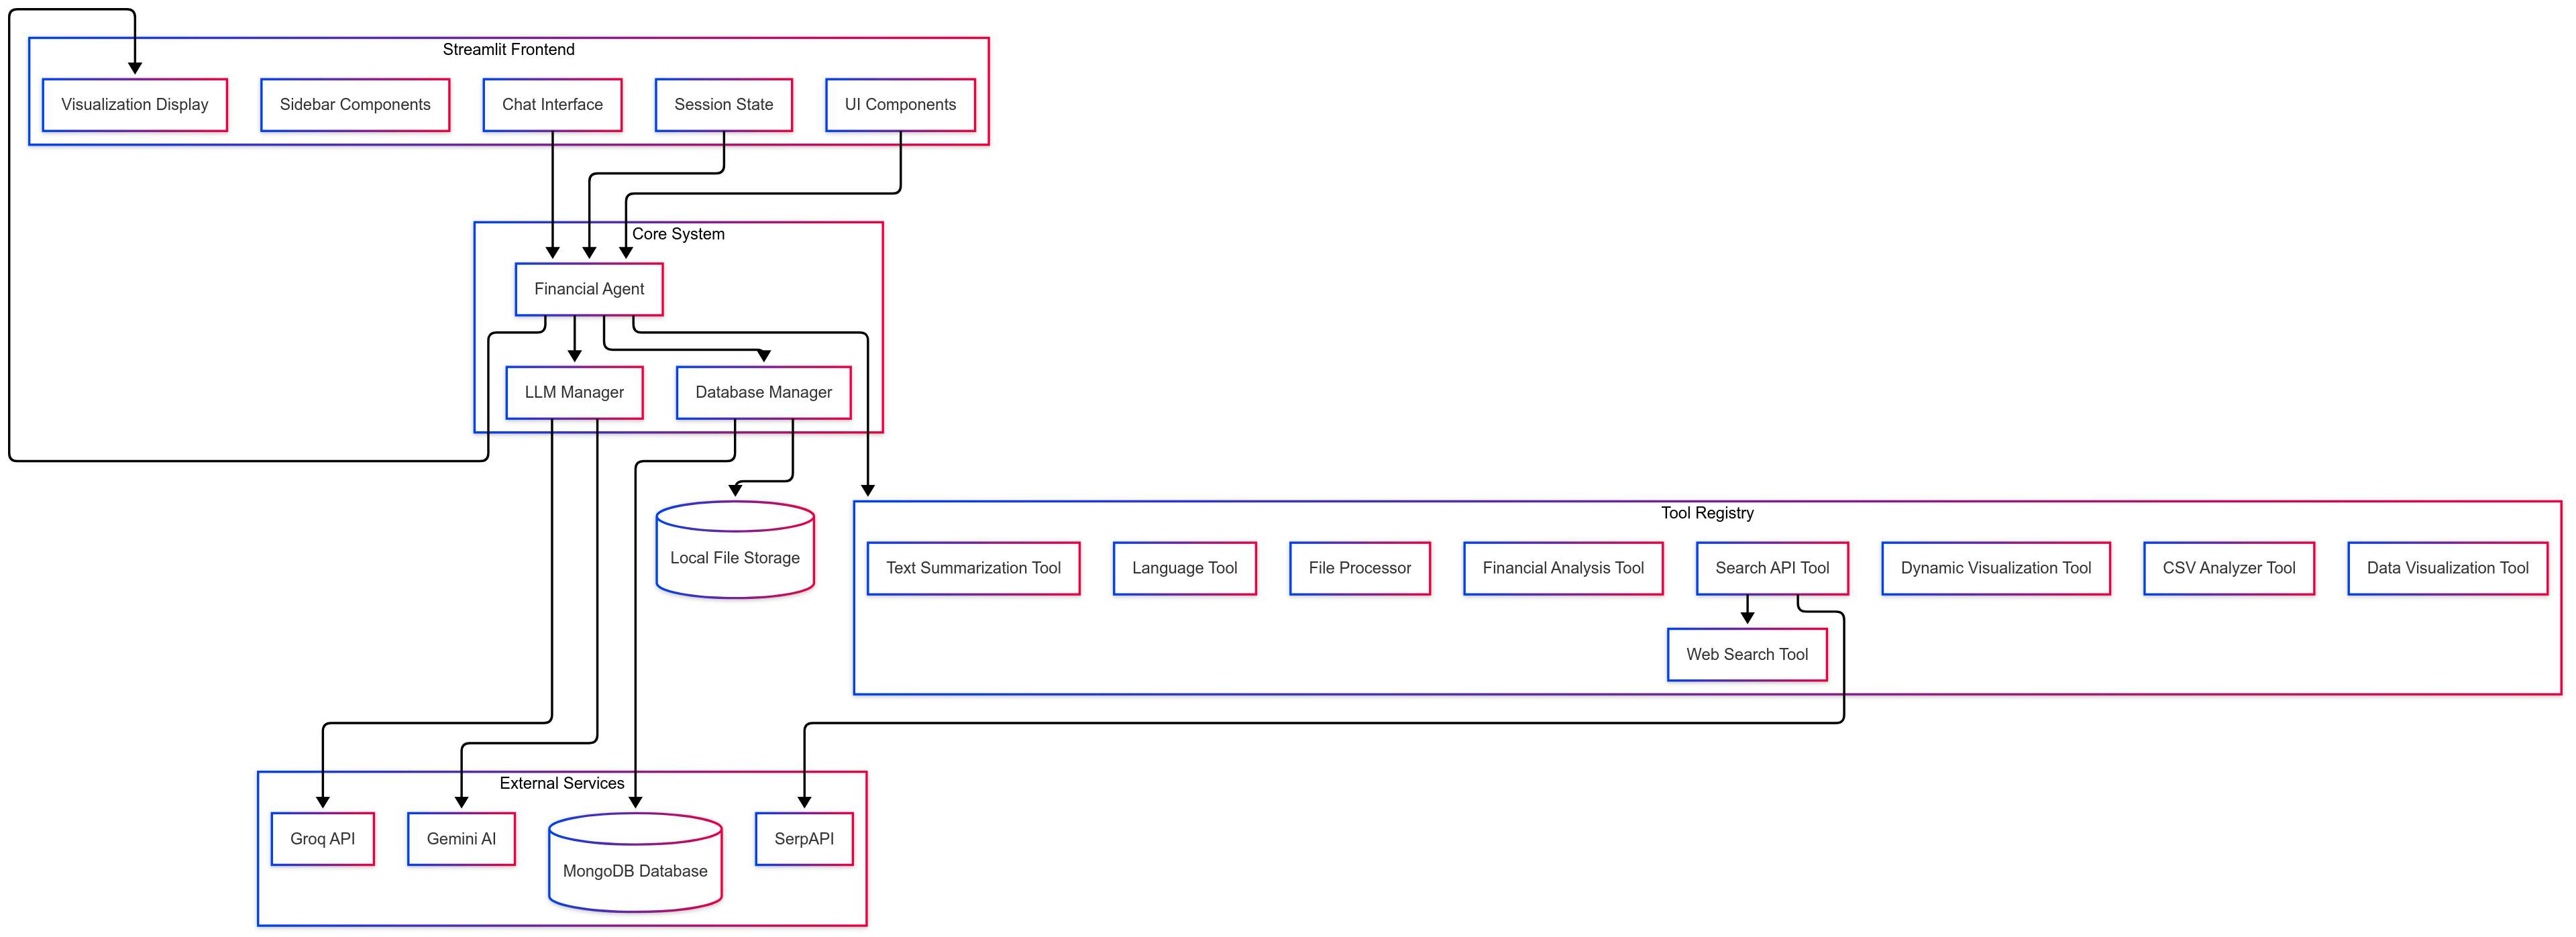 Streamlit Frontend
Visualization Display
Sidebar Components
Chat Interface
Session State
UI Components
Core System
Financial Agent
LLM Manager
Database Manager
Local File Storage
Tool Registry
Text Summarization Tool
Language Tool
File Processor
Financial Analysis Tool
Search API Tool
Dynamic Visualization Tool
CSV Analyzer Tool
Data Visualization Tool
Web Search Tool
External Services
Groq API
Gemini AI
MongoDB Database
SerpAPI